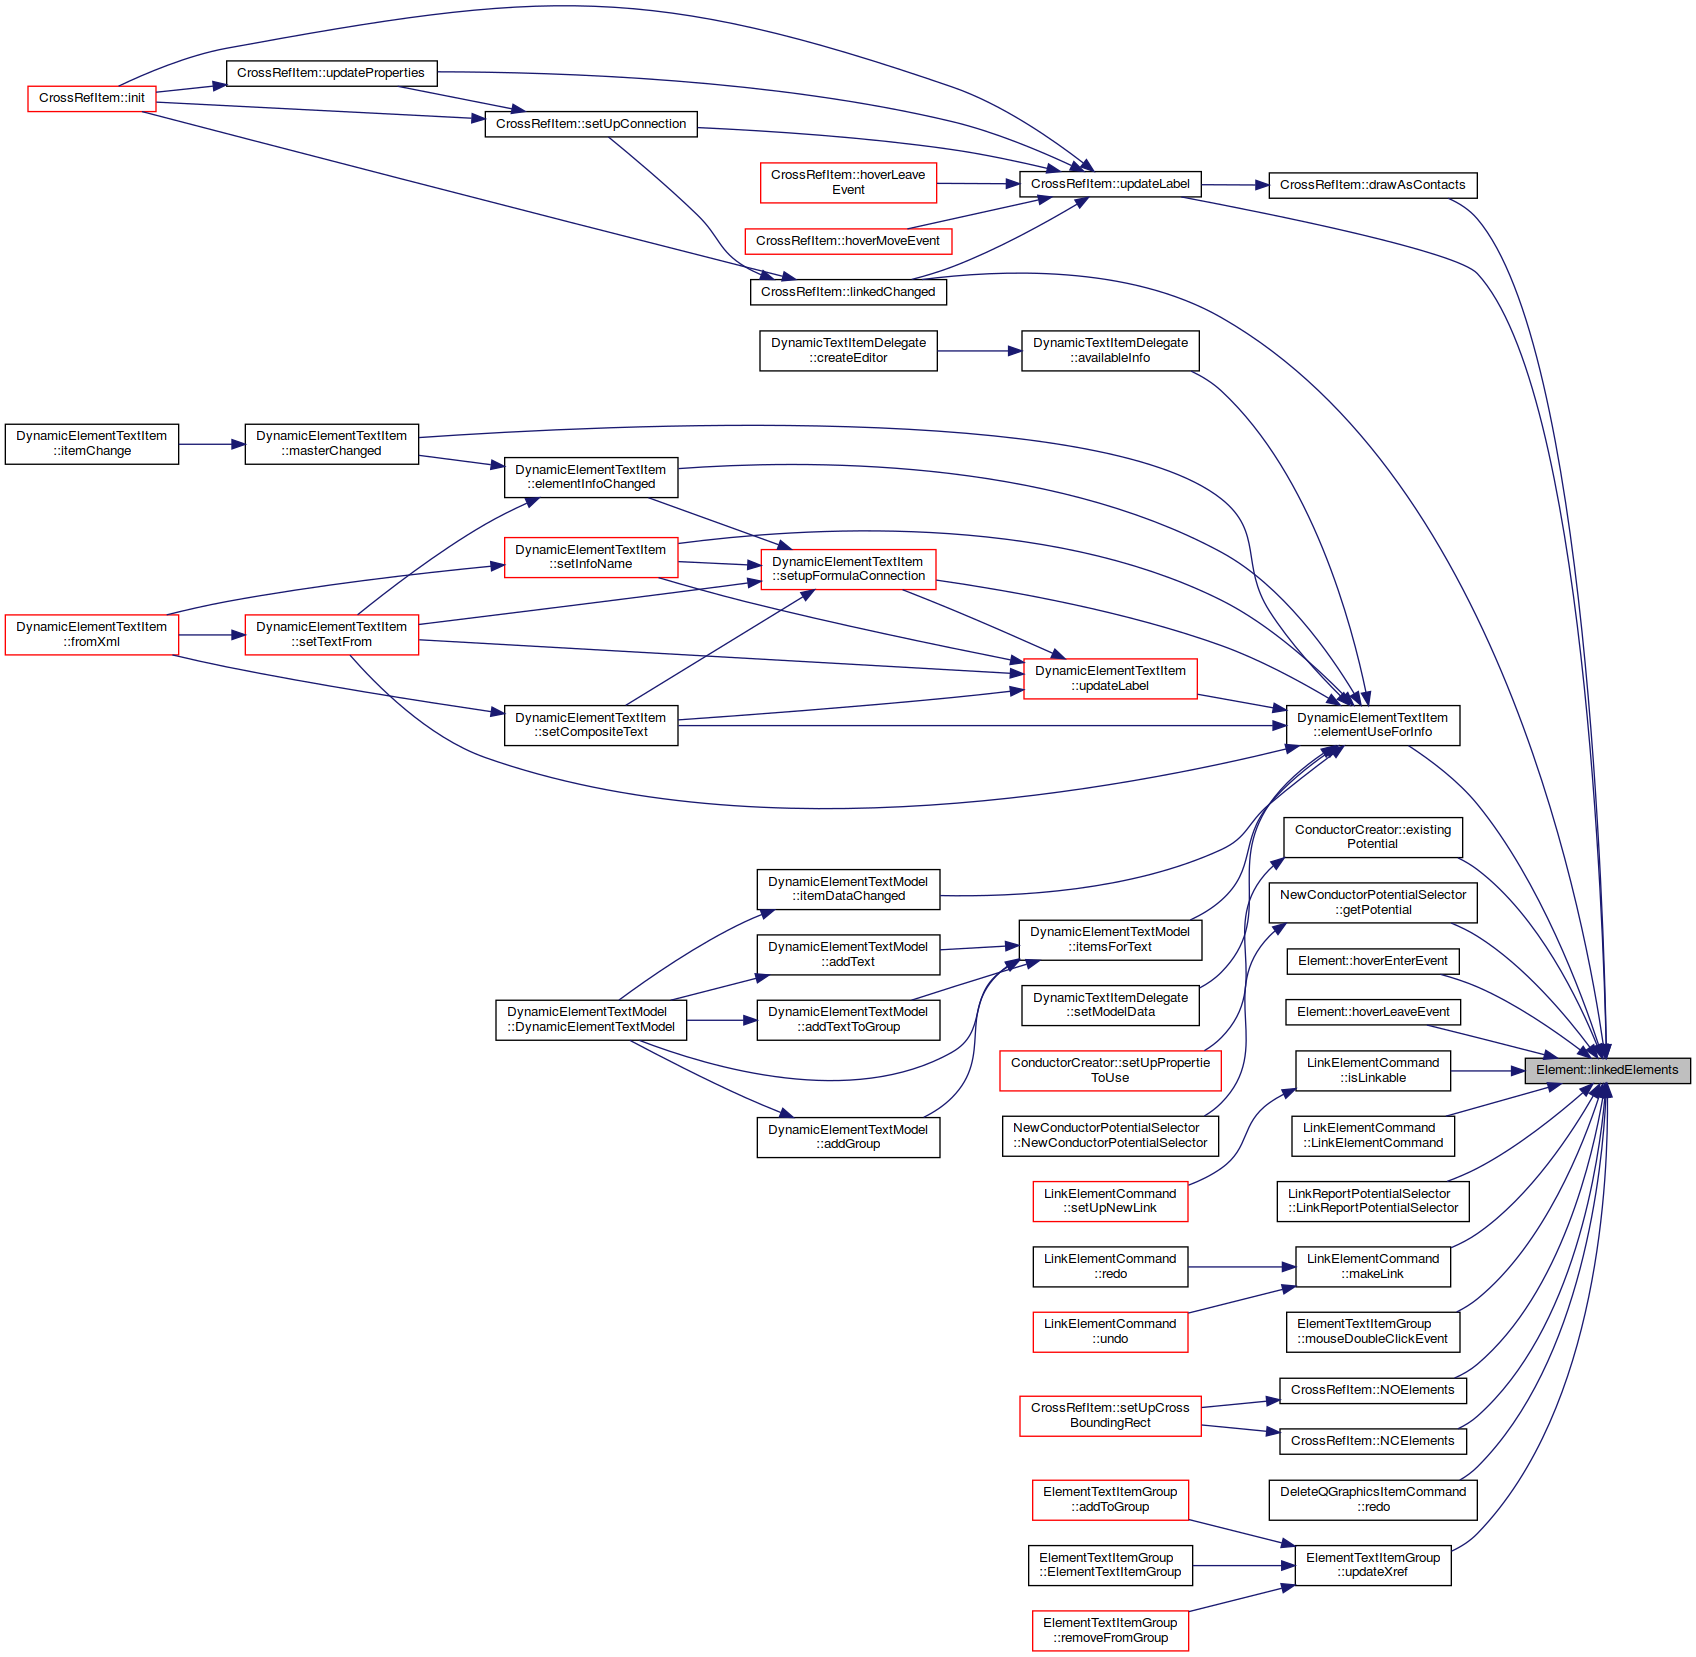 CrossRefItem::updateProperties
CrossRefItem::init
CrossRefItem::setUpConnection
CrossRefItem::hoverLeave
Event
CrossRefItem::updateLabel
CrossRefItem::drawAsContacts
CrossRefItem::hoverMoveEvent
CrossRefItem::linkedChanged
DynamicTextItemDelegate
::createEditor
DynamicTextItemDelegate
::availableInfo
DynamicElementTextItem
::itemChange
DynamicElementTextItem
::masterChanged
DynamicElementTextItem
::elementInfoChanged
DynamicElementTextItem
::setInfoName
DynamicElementTextItem
::setupFormulaConnection
DynamicElementTextItem
::fromXml
DynamicElementTextItem
::setTextFrom
DynamicElementTextItem
::updateLabel
DynamicElementTextItem
::setCompositeText
DynamicElementTextItem
::elementUseForInfo
ConductorCreator::existing
Potential
DynamicElementTextModel
::itemDataChanged
NewConductorPotentialSelector
::getPotential
DynamicElementTextModel
::addText
DynamicElementTextModel
::itemsForText
Element::hoverEnterEvent
DynamicElementTextModel
::DynamicElementTextModel
DynamicElementTextModel
::addTextToGroup
DynamicTextItemDelegate
::setModelData
Element::hoverLeaveEvent
ConductorCreator::setUpPropertie
ToUse
LinkElementCommand
::isLinkable
Element::linkedElements
DynamicElementTextModel
::addGroup
NewConductorPotentialSelector
::NewConductorPotentialSelector
LinkElementCommand
::LinkElementCommand
LinkElementCommand
::setUpNewLink
LinkReportPotentialSelector
::LinkReportPotentialSelector
LinkElementCommand
::redo
LinkElementCommand
::makeLink
LinkElementCommand
::undo
ElementTextItemGroup
::mouseDoubleClickEvent
CrossRefItem::NOElements
CrossRefItem::setUpCross
BoundingRect
CrossRefItem::NCElements
ElementTextItemGroup
::addToGroup
DeleteQGraphicsItemCommand
::redo
ElementTextItemGroup
::ElementTextItemGroup
ElementTextItemGroup
::updateXref
ElementTextItemGroup
::removeFromGroup